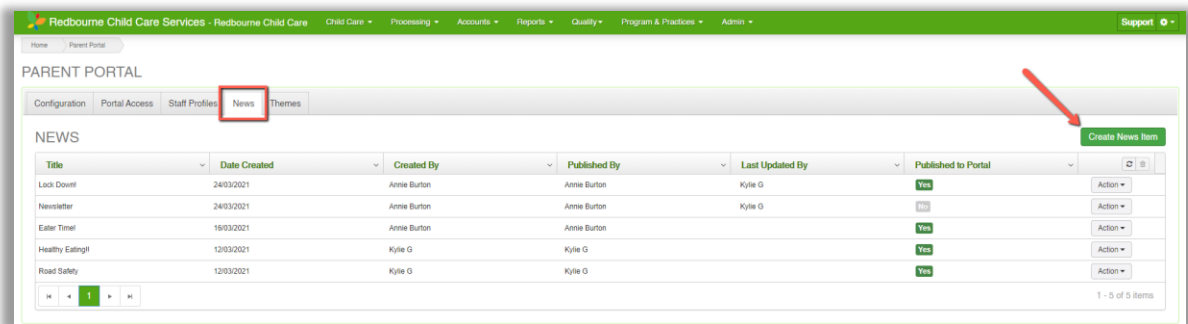 Redbourne Child Care Services - Redbourne Child Care Child Care Processing Accounts Reports Quality Program & Practices Admin Support
Home Parent Portal
PARENT PORTAL
Configuration Portal Access Staff Profiles News Themes
NEWS Create News Item
Title Date Created Created By Published By Last Updated By Published to Portal
Lock Down! 24/03/2021 Annie Burton Annie Burton Kylie G Yes Action
Newsletter 24/03/2021 Annie Burton Annie Burton Kylie G No Action
Eater Time! 16/03/2021 Annie Burton Annie Burton Yes Action
Healthy Eating!! 12/03/2021 Kylie G Kylie G Yes Action
Road Safety 12/03/2021 Kylie G Kylie G Yes Action
1 1 - 5 of 5 items